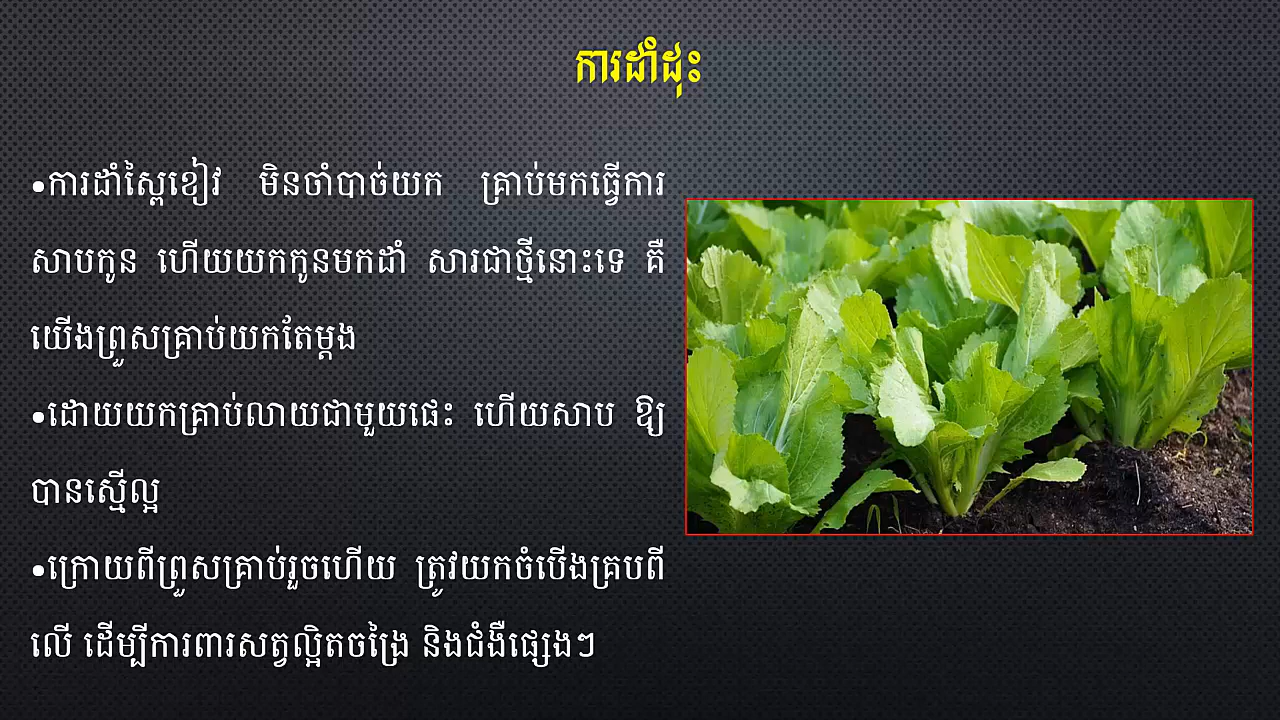 ការដាំដុះ
•ការដាំស្ពៃខៀវ មិនចាំបាច់យក គ្រាប់មកធ្វើការ
សាបកូន ហើយយកកូនមកដាំ សារជាថ្មីនោះទេ គឺ
យើងព្រួសគ្រាប់យកតែម្តង
•ដោយយកគ្រាប់លាយជាមួយផេះ ហើយសាប ឱ្យ
បានស្មើល្អ
•ក្រោយពីព្រួសគ្រាប់រួចហើយ ត្រូវយកចំបើងគ្របពី
លើ ដើម្បីការពារសត្វល្អិតចង្រៃ និងជំងឺផ្សេងៗ